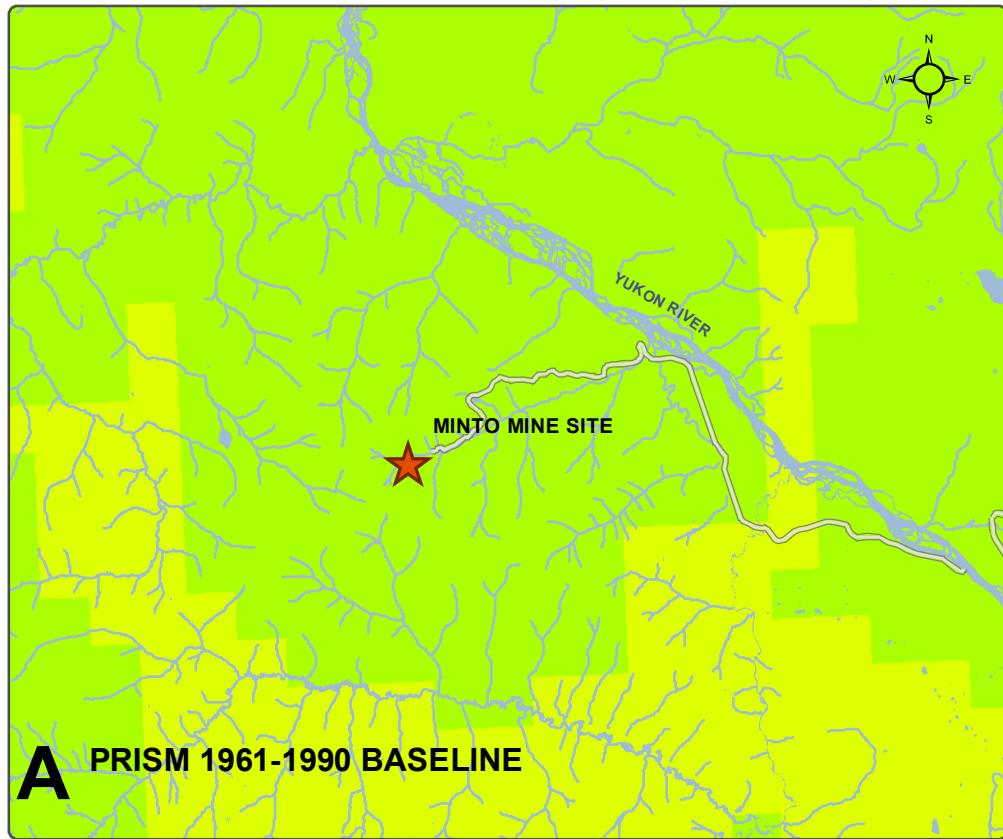 N
W E
S
YUKON RIVER
MINTO MINE SITE
A PRISM 1961-1990 BASELINE